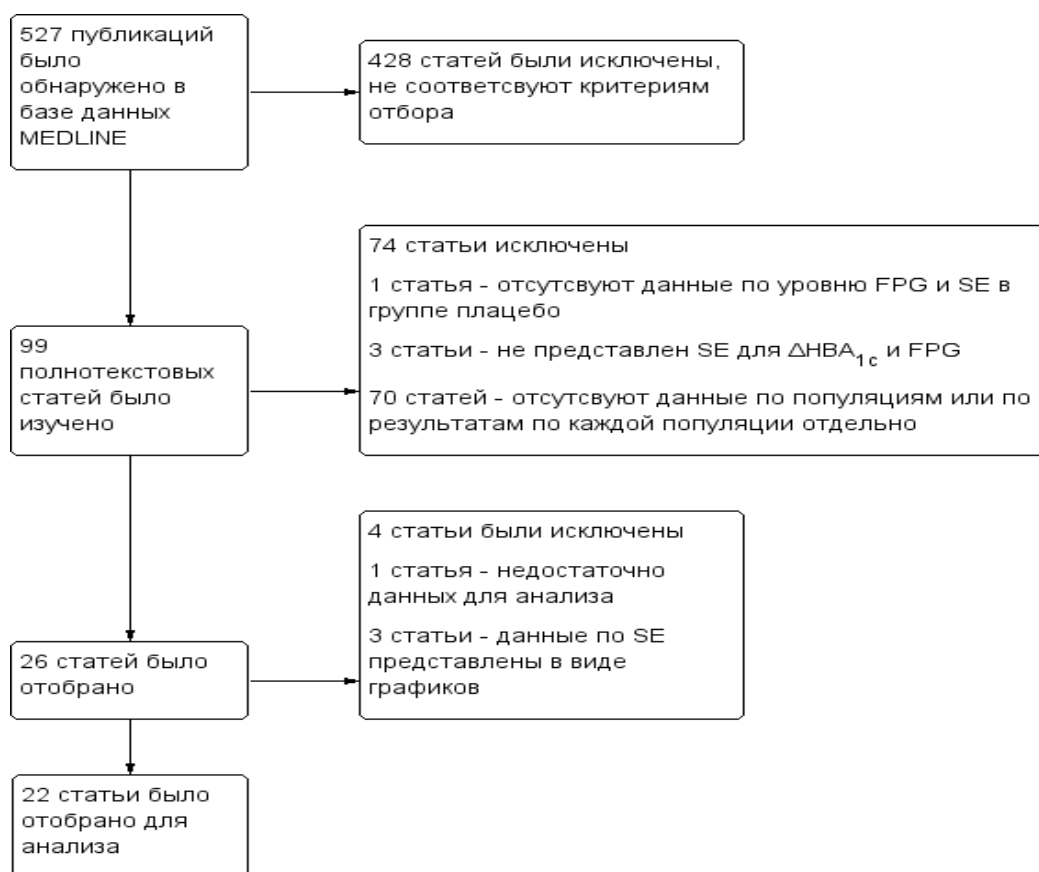 527 публикаций
было
обнаружено в
базе данных
MEDLINE
428 статей были исключены,
не соответсвуют критериям
отбора
74 статьи исключены
1 статья - отсутсвуют данные по уровню FPG и SE в
группе плацебо
3 статьи - не представлен SE для ΔHBA1c и FPG
70 статей - отсутсвуют данные по популяциям или по
результатам по каждой популяции отдельно
99
полнотекстовых
статей было
изучено
4 статьи были исключены
1 статья - недостаточно
данных для анализа
3 статьи - данные по SE
представлены в виде
графиков
26 статей было
отобрано
22 статьи было
отобрано для
анализа